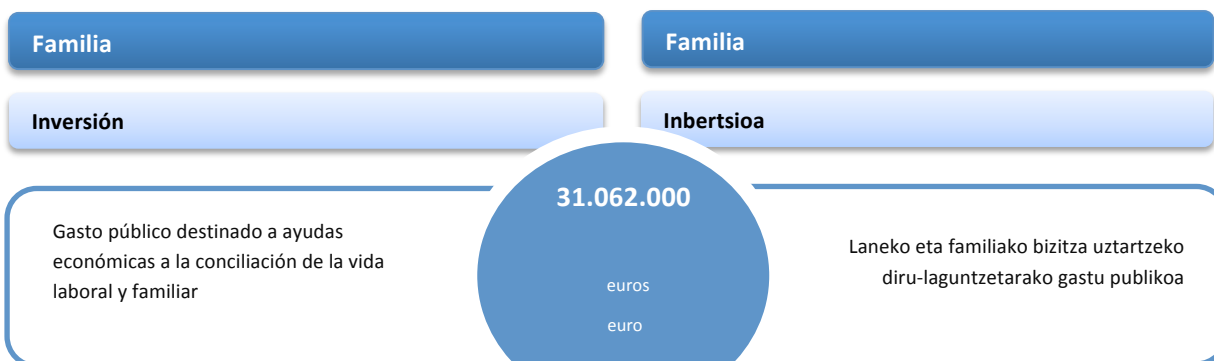 Familia
Familia
Inversión
Inbertsioa
31.062.000
Gasto público destinado a ayudas
económicas a la conciliación de la vida
laboral y familiar
euros
euro
Laneko eta familiako bizitza uztartzeko
diru-laguntzetarako gastu publikoa